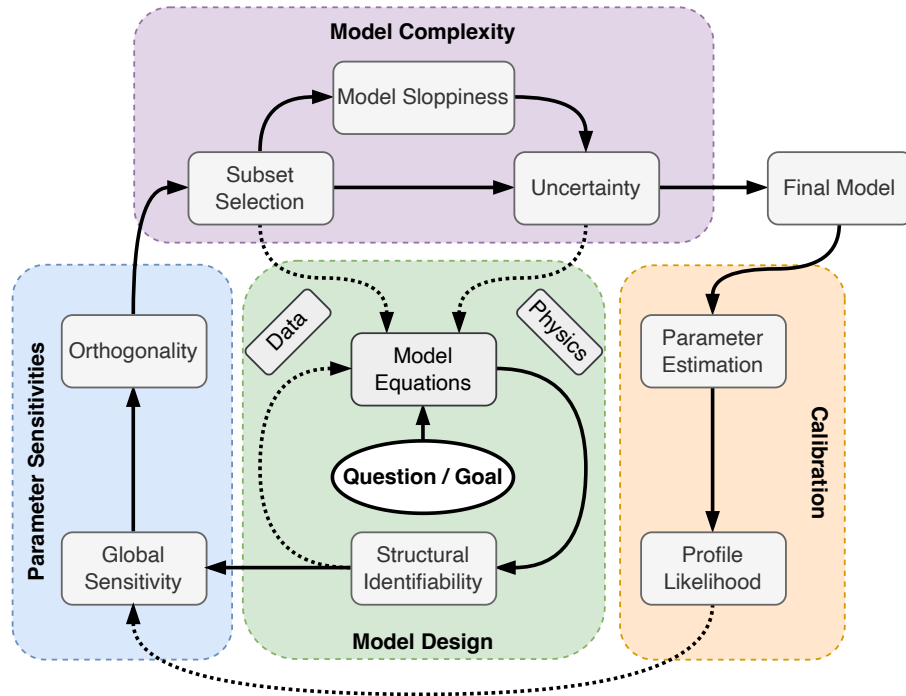 Model Complexity
Model Sloppiness
Subset
Selection
Uncertainty
Final Model
Parameter Sensitivities
Orthogonality
Global
Sensitivity
Data
Physics
Model
Equations
Question / Goal
Structural
Identifiability
Model Design
Parameter
Estimation
Calibration
Profile
Likelihood